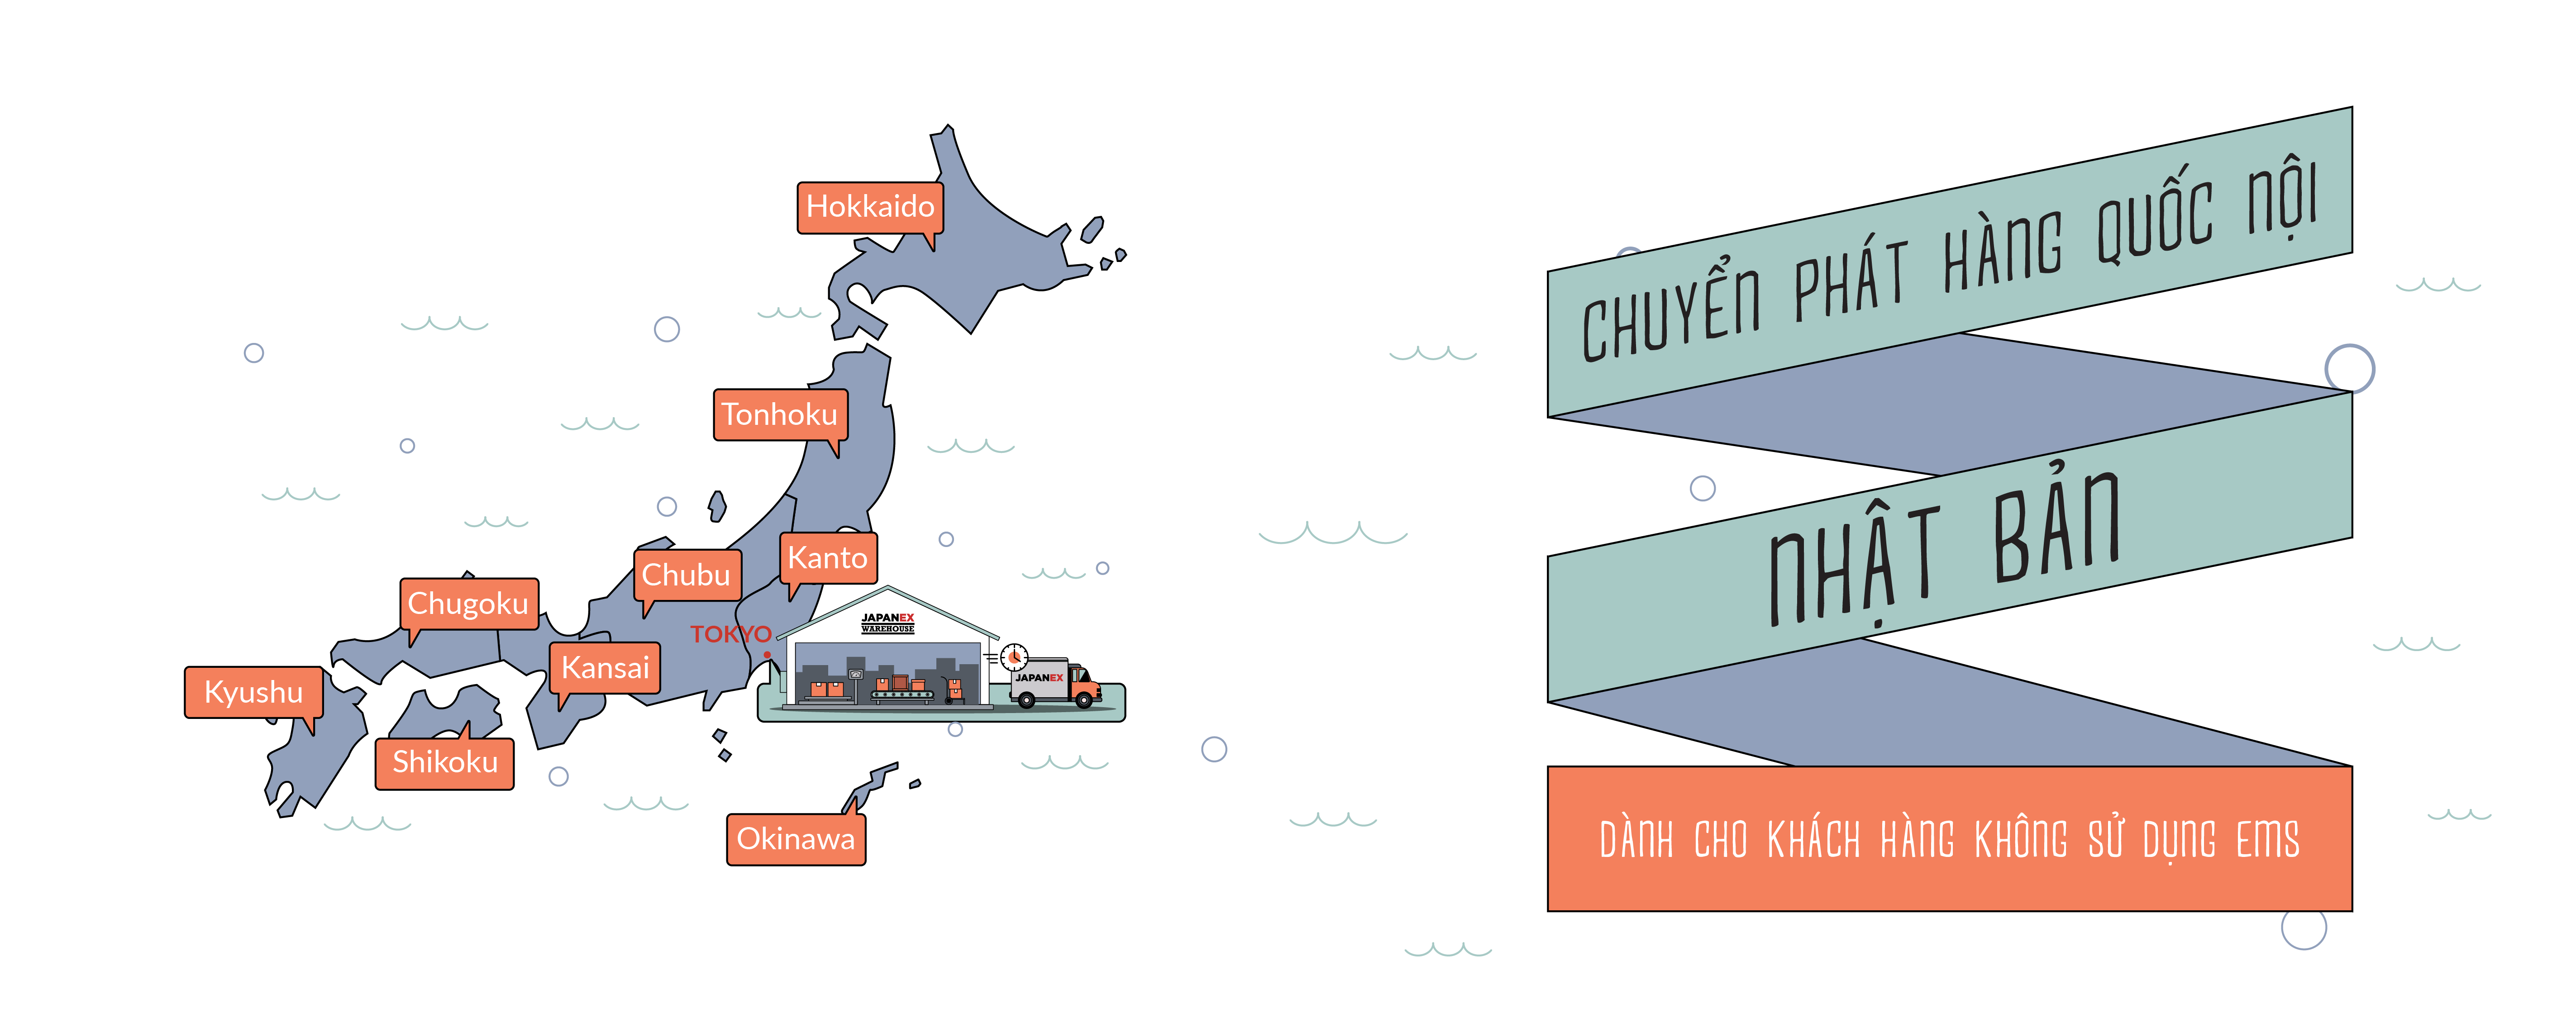 Hokkaido
Tonhoku
Kanto
Chubu
Chugoku
TOKYO
Kansai
Kyushu
Shikoku
Okinawa
JAPANEX
WAREHOUSE
JAPANEX
CHUYỂN PHÁT HÀNG QUỐC NỘI
NHẬT BẢN
DÀNH CHO KHÁCH HÀNG KHÔNG SỬ DỤNG EMS